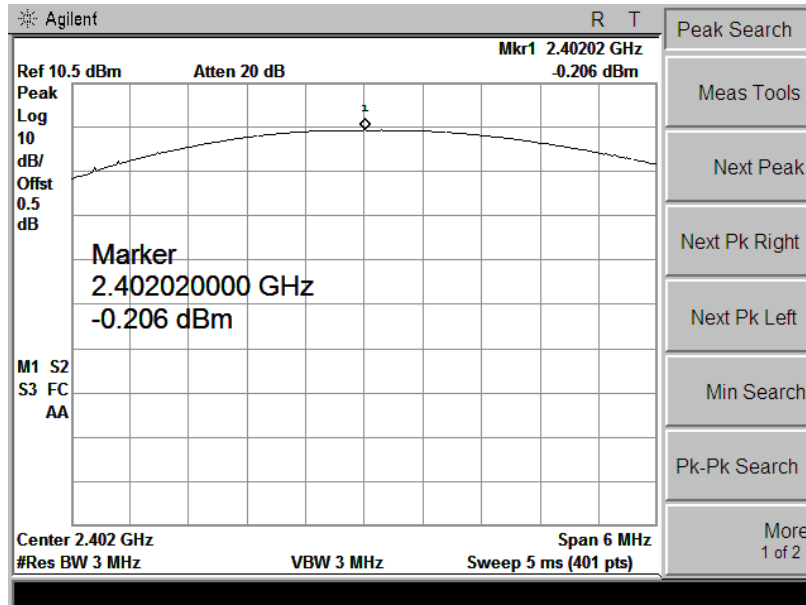 Agilent R T
Mkr1 2.40202 GHz
Ref 10.5 dBm Atten 20 dB -0.206 dBm
Peak
Log
10
dB/
Offst
0.5
dB
1
Marker
2.402020000 GHz
-0.206 dBm
M1 S2
S3 FC
AA
Center 2.402 GHz Span 6 MHz
#Res BW 3 MHz VBW 3 MHz Sweep 5 ms (401 pts)
Peak Search
Meas Tools
Next Peak
Next Pk Right
Next Pk Left
Min Search
Pk-Pk Search
More
1 of 2